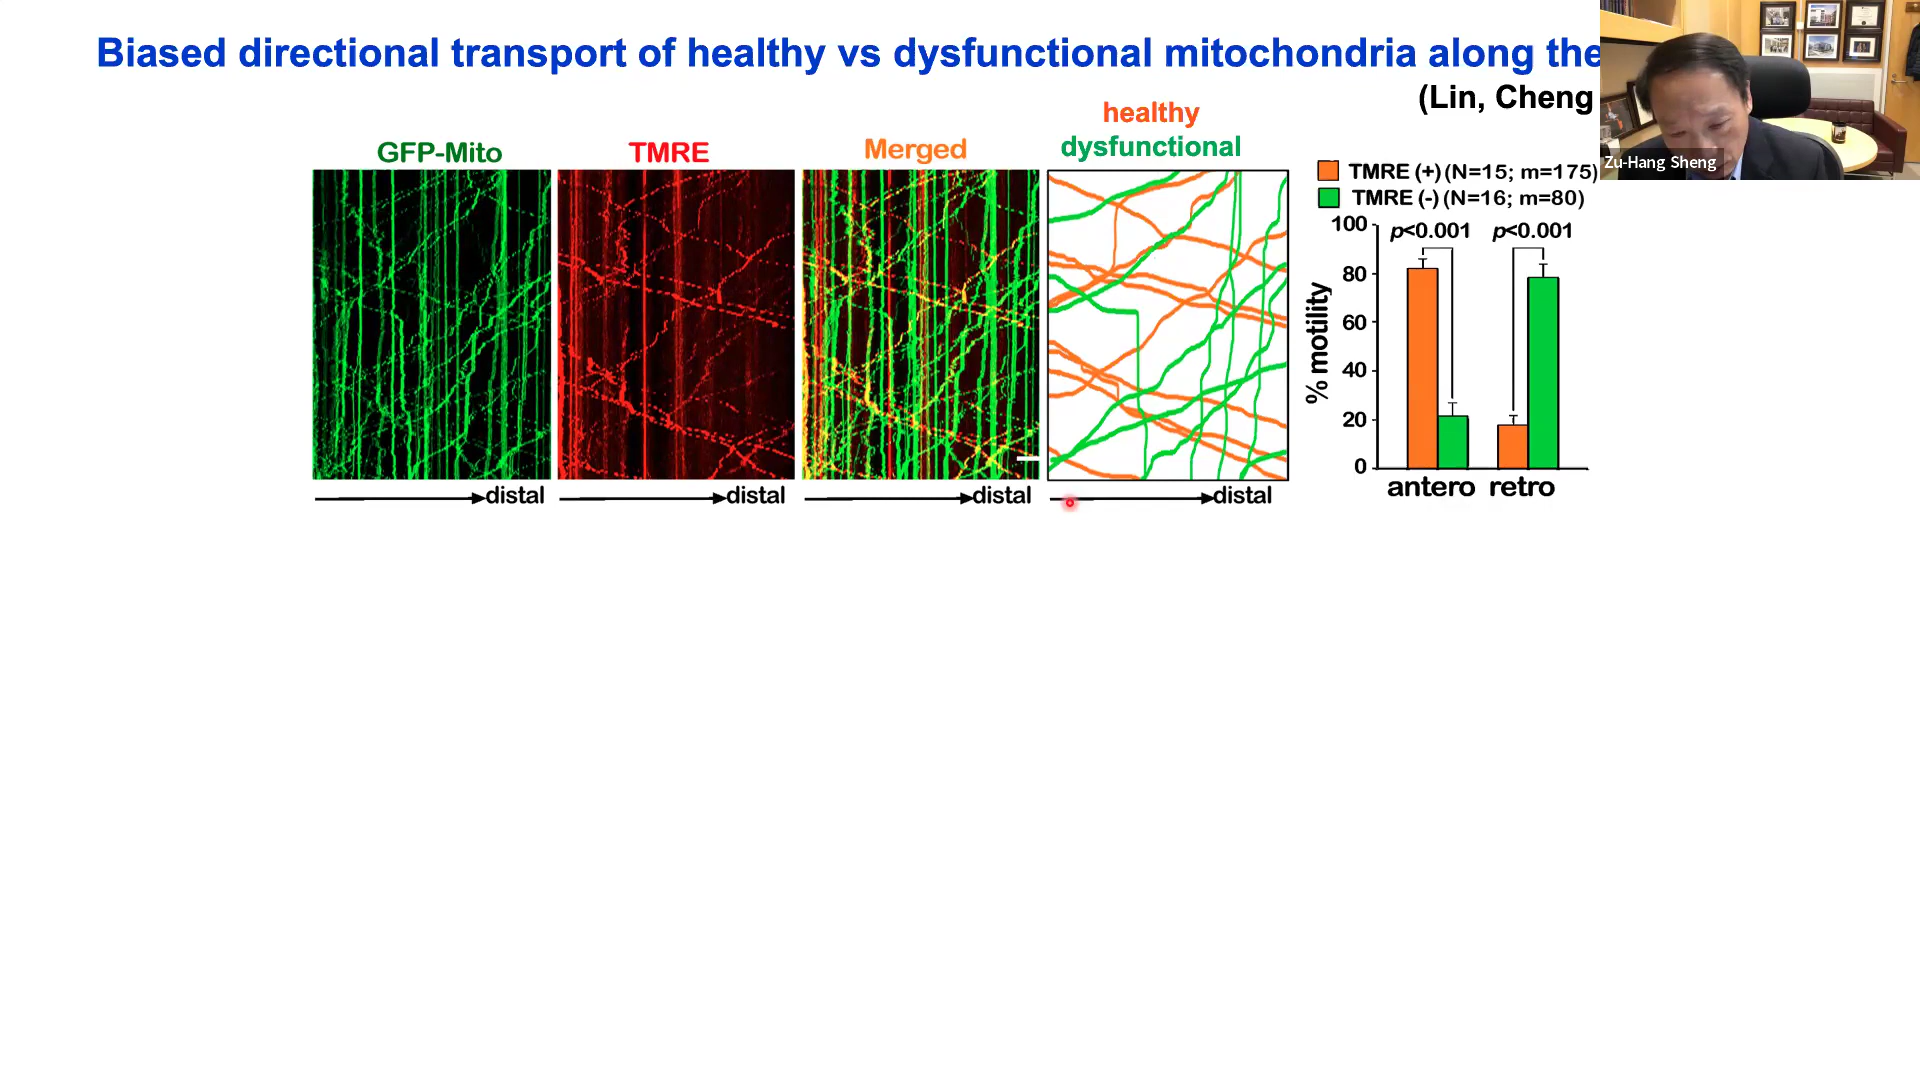 Biased directional transport of healthy vs dysfunctional mitochondria along the
(Lin, Cheng
Zu-Hang Sheng
healthy
dysfunctional
GFP-Mito
TMRE
Merged
TMRE (+) (N=15; m=175)
TMRE (-) (N=16; m=80)
p<0.001
p<0.001
% motility
100
80
60
40
20
0
antero
retro
distal
distal
distal
distal